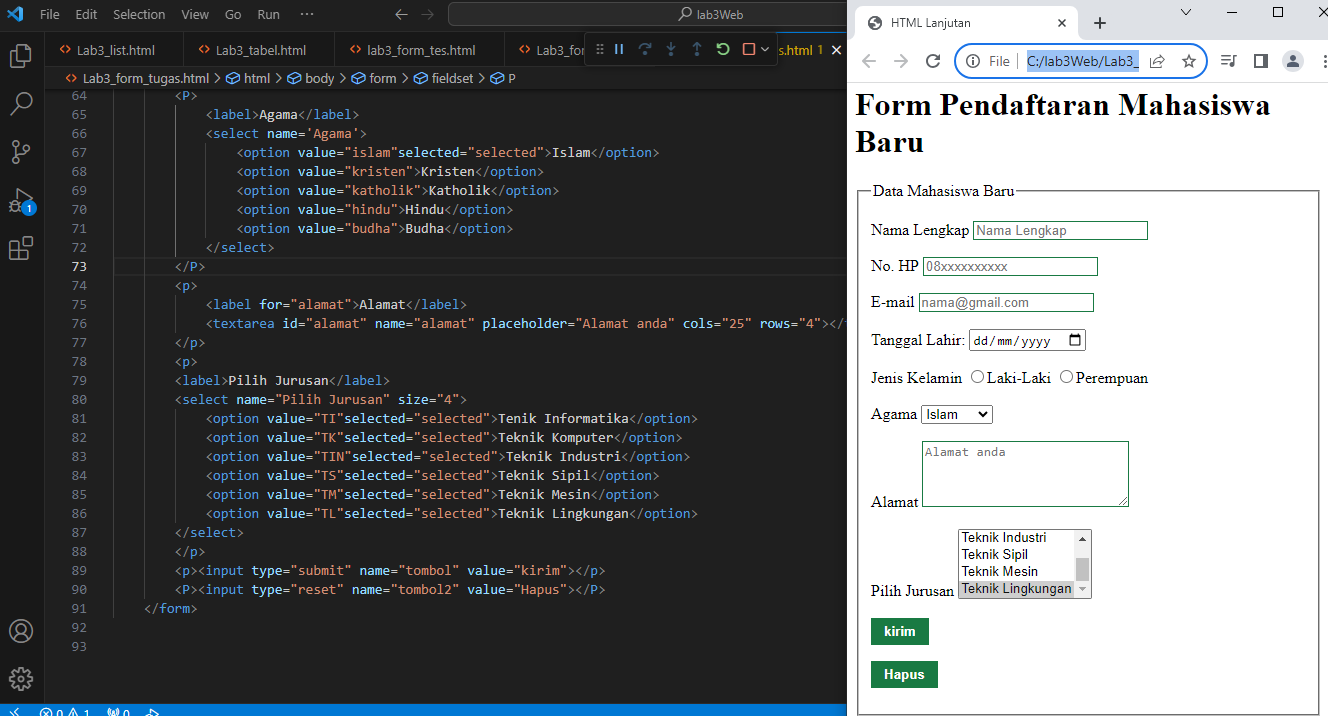 File Edit Selection View Go Run ··· lab3Web
Lab3_list.html Lab3_tabel.html lab3_form_tes.html Lab3_for s.html 1
Lab3_form_tugas.html > html > body > form > fieldset > P
64 <P>
65 <label>Agama</label>
66 <select name='Agama'>
67 <option value="islam"selected="selected">Islam</option>
68 <option value="kristen">Kristen</option>
69 <option value="katholik">Katholik</option>
70 <option value="hindu">Hindu</option>
71 <option value="budha">Budha</option>
72 </select>
73 </P>
74 <p>
75 <label for="alamat">Alamat</label>
76 <textarea id="alamat" name="alamat" placeholder="Alamat anda" cols="25" rows="4"></
77 </p>
78 <p>
79 <label>Pilih Jurusan</label>
80 <select name="Pilih Jurusan" size="4">
81 <option value="TI"selected="selected">Tenik Informatika</option>
82 <option value="TK"selected="selected">Teknik Komputer</option>
83 <option value="TIN"selected="selected">Teknik Industri</option>
84 <option value="TS"selected="selected">Teknik Sipil</option>
85 <option value="TM"selected="selected">Teknik Mesin</option>
86 <option value="TL"selected="selected">Teknik Lingkungan</option>
87 </select>
88 </p>
89 <p><input type="submit" name="tombol" value="kirim"></p>
90 <P><input type="reset" name="tombol2" value="Hapus"></P>
91 </form>
92
93
1
0 1 0
HTML Lanjutan
File C:/lab3Web/Lab3_
Form Pendaftaran Mahasiswa
Baru
Data Mahasiswa Baru
Nama Lengkap Nama Lengkap
No. HP 08xxxxxxxxxx
E-mail nama@gmail.com
Tanggal Lahir: dd/mm/yyyy
Jenis Kelamin Laki-Laki Perempuan
Agama Islam
Alamat anda
Alamat
Teknik Industri
Teknik Sipil
Teknik Mesin
Pilih Jurusan Teknik Lingkungan
kirim
Hapus